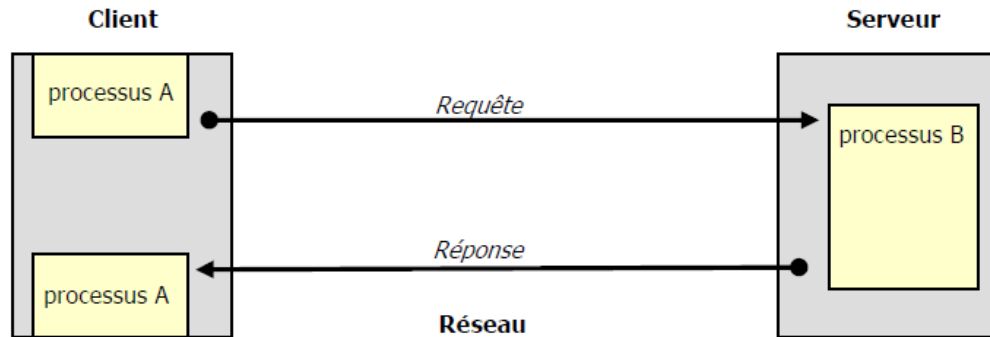 Client
Serveur
processus A
Requête
processus B
Réponse
processus A
Réseau